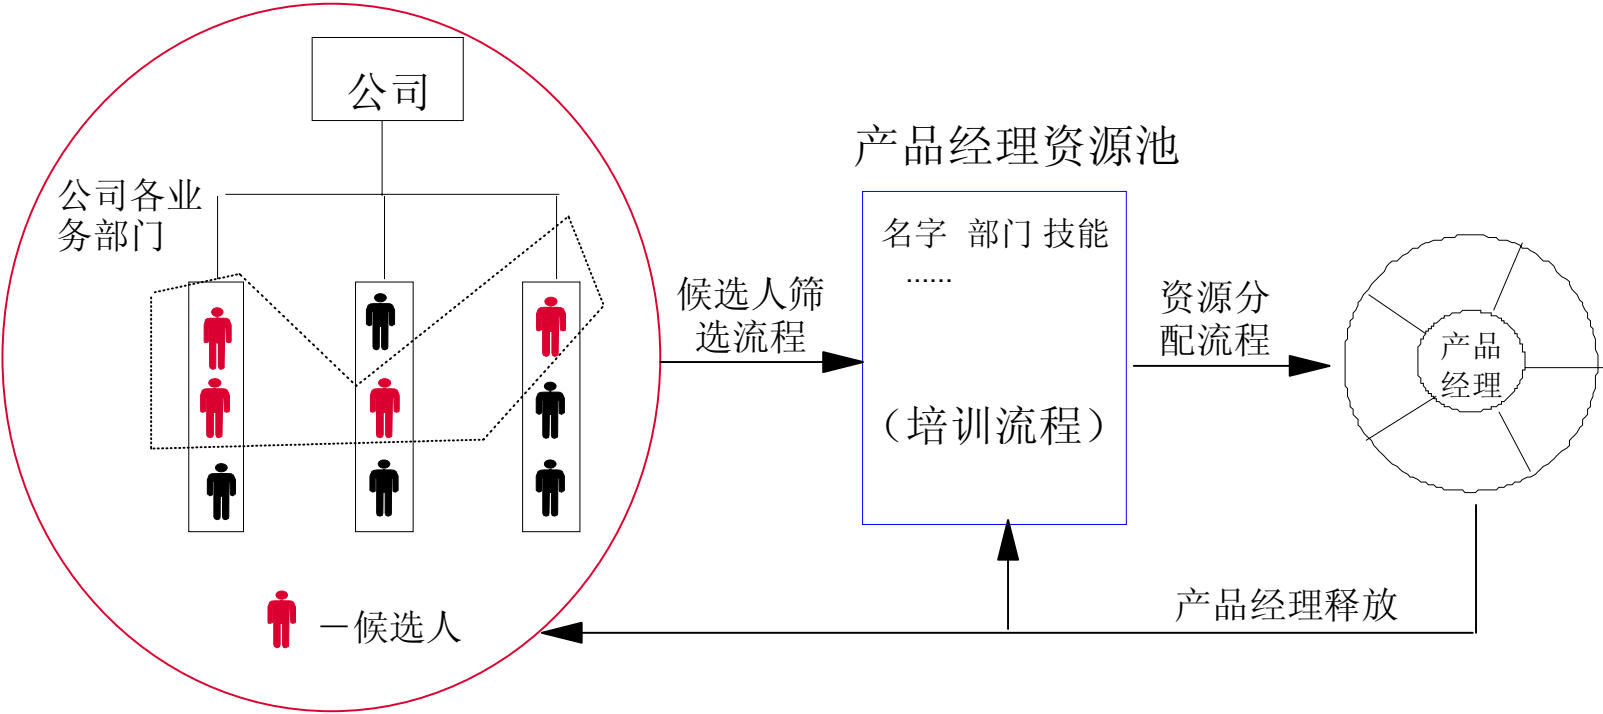 公司
公司各业
务部门
－候选人
候选人筛
选流程
产品经理资源池
名字 部门 技能
......
（培训流程）
资源分
配流程
产品
经理
产品经理释放